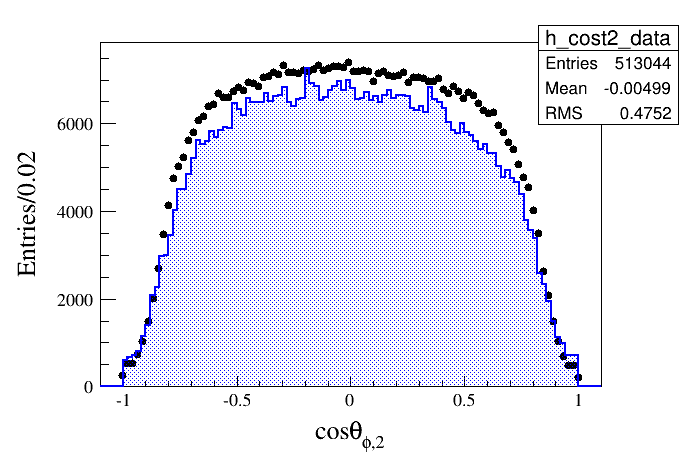 h_cost2_data
Entries 513044
Mean -0.00499
RMS 0.4752
Entries/0.02
6000
4000
2000
0
-1 -0.5 0 0.5 1
cosθϕ,2